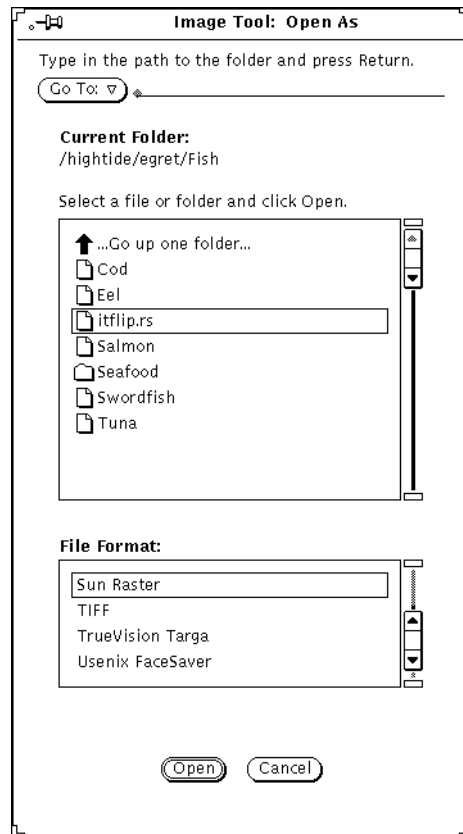 Image Tool: Open As
Type in the path to the folder and press Return.
Go To:
Current Folder:
/hightide/egret/Fish
Select a file or folder and click Open.
...Go up one folder...
Cod
Eel
itflip.rs
Salmon
Seafood
Swordfish
Tuna
File Format:
Sun Raster
TIFF
TrueVision Targa
Usenix FaceSaver
Open Cancel